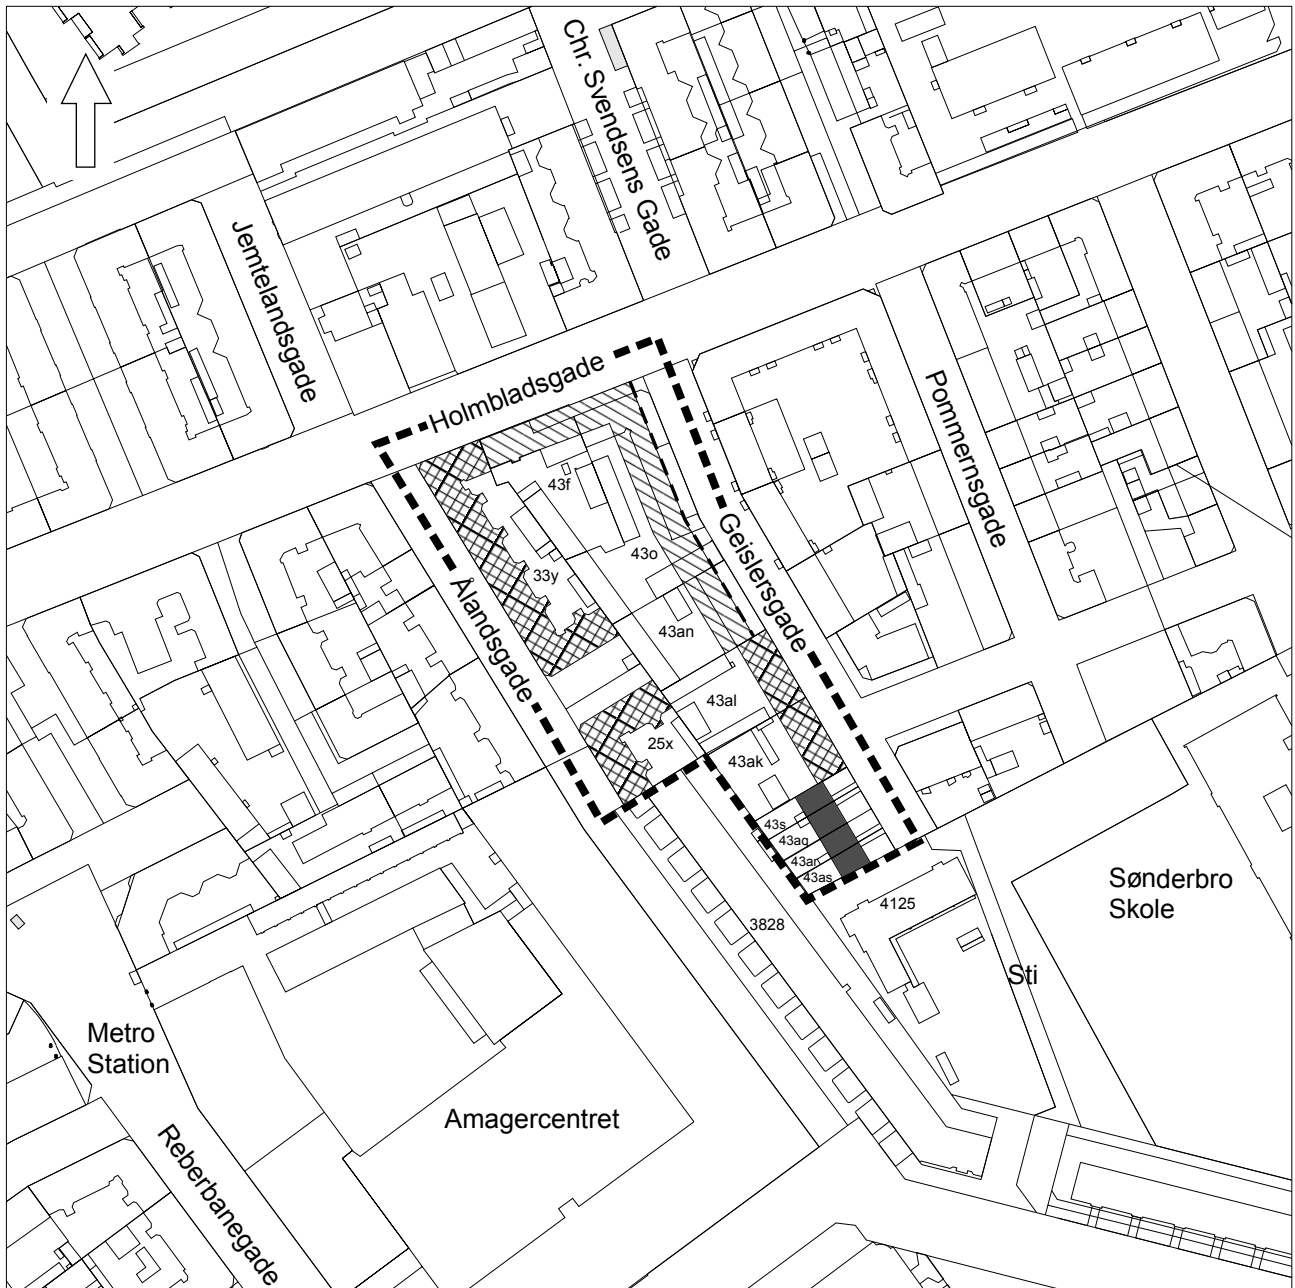 Chr. Svendsens Gade
Jemtelandsgade
Holmbladsgade
Pommernsgade
43f
Geislersgade
43o
33y
Ålandsgade
43an
43al
25x
43ak
43s
43aq
43as
Sønderbro
Skole
4125
3828
Sti
Metro
Station
Amagercentret
Reberbanegade